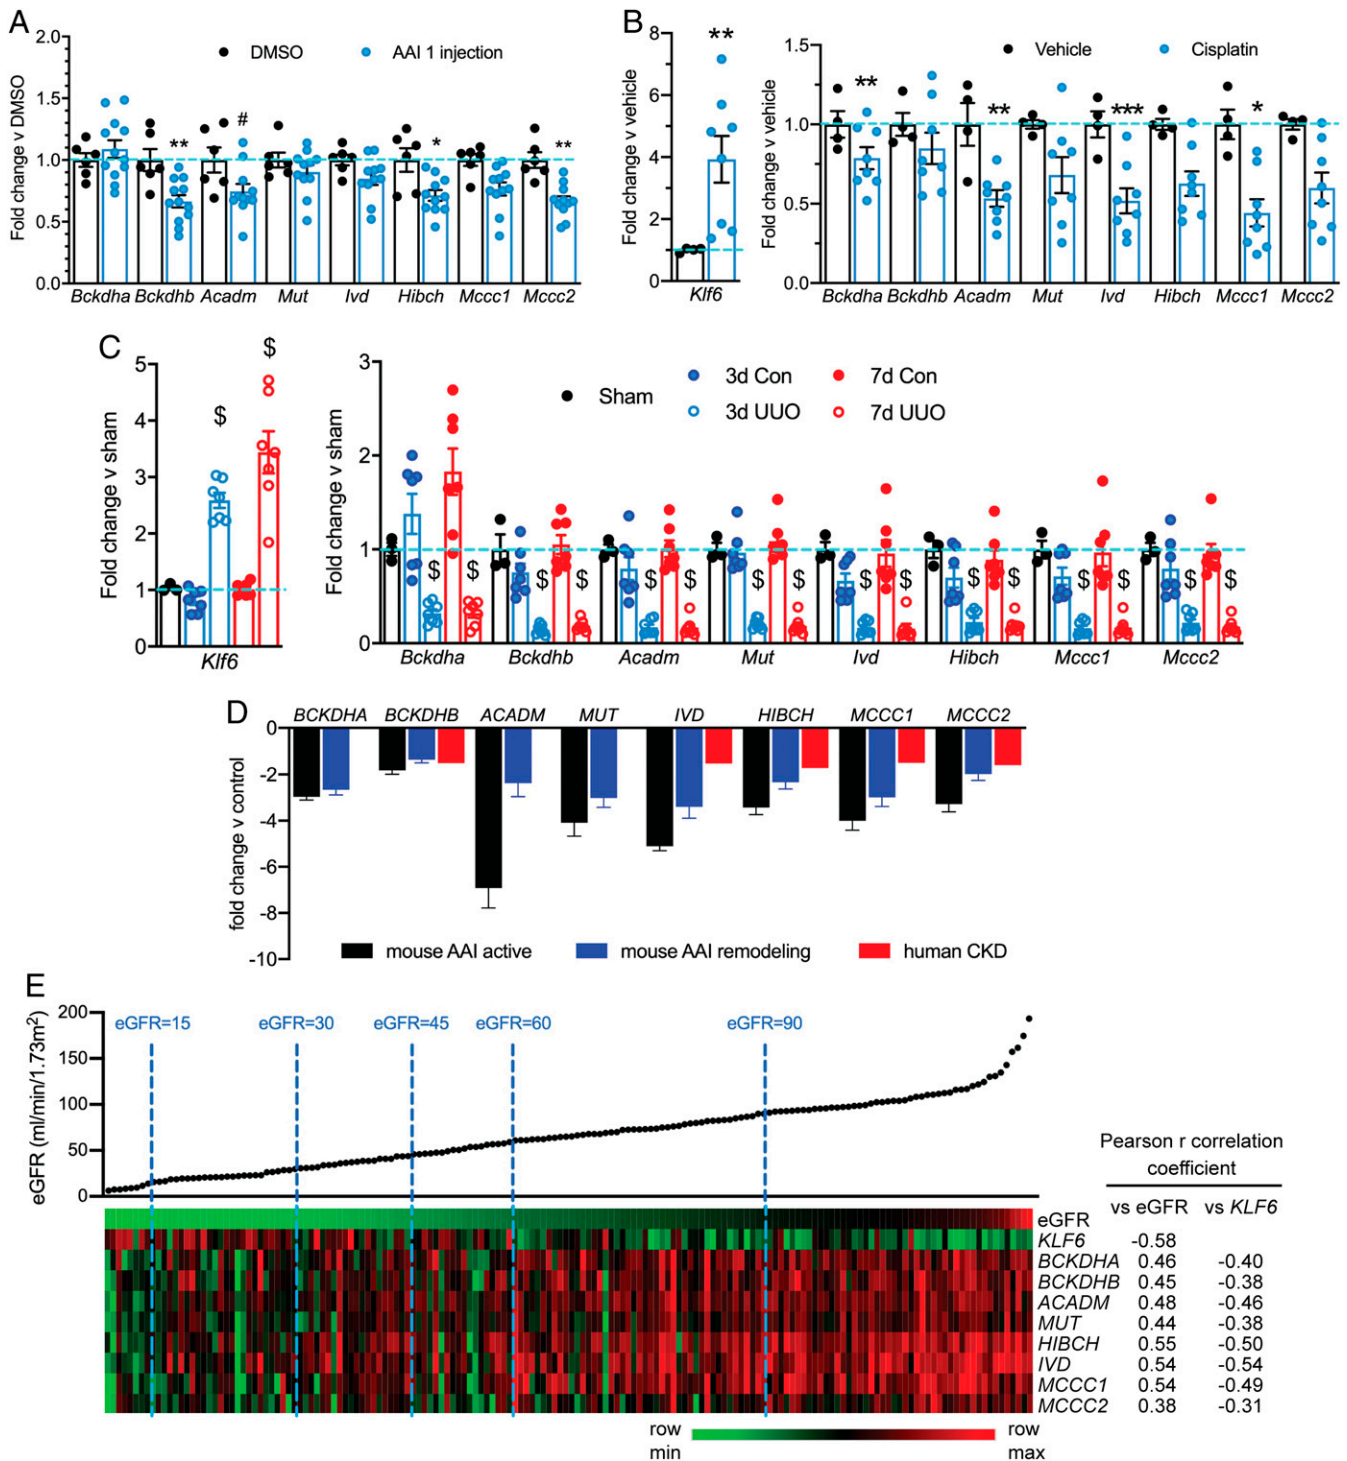 A
Fold change v DMSO
2.0
1.5
1.0
0.5
0.0
DMSO
AAI 1 injection
**
#
*
**
Bckdha Bckdhb Acadm Mut Ivd Hibch Mccc1 Mccc2
B
Fold change v vehicle
8
6
4
2
0
**
Klf6
Fold change v vehicle
1.5
1.0
0.5
0.0
Vehicle
Cisplatin
**
**
***
*
Bckdha Bckdhb Acadm Mut Ivd Hibch Mccc1 Mccc2
C
Fold change v sham
5
4
3
2
1
0
$
$
Klf6
Fold change v sham
3
2
1
0
Sham
3d Con
7d Con
3d UUO
7d UUO
$ $ $ $ $ $ $ $ $ $ $ $ $ $ $ $
Bckdha Bckdhb Acadm Mut Ivd Hibch Mccc1 Mccc2
D
BCKDHA BCKDHB ACADM MUT IVD HIBCH MCCC1 MCCC2
fold change v control
0
-2
-4
-6
-8
-10
mouse AAI active
mouse AAI remodeling
human CKD
E
eGFR (ml/min/1.73m2)
200
150
100
50
0
eGFR=15 eGFR=30 eGFR=45 eGFR=60 eGFR=90
Pearson r correlation
coefficient
vs eGFR vs KLF6
eGFR
KLF6 -0.58
BCKDHA 0.46 -0.40
BCKDHB 0.45 -0.38
ACADM 0.48 -0.46
MUT 0.44 -0.38
HIBCH 0.55 -0.50
IVD 0.54 -0.54
MCCC1 0.54 -0.49
MCCC2 0.38 -0.31
row
min
row
max